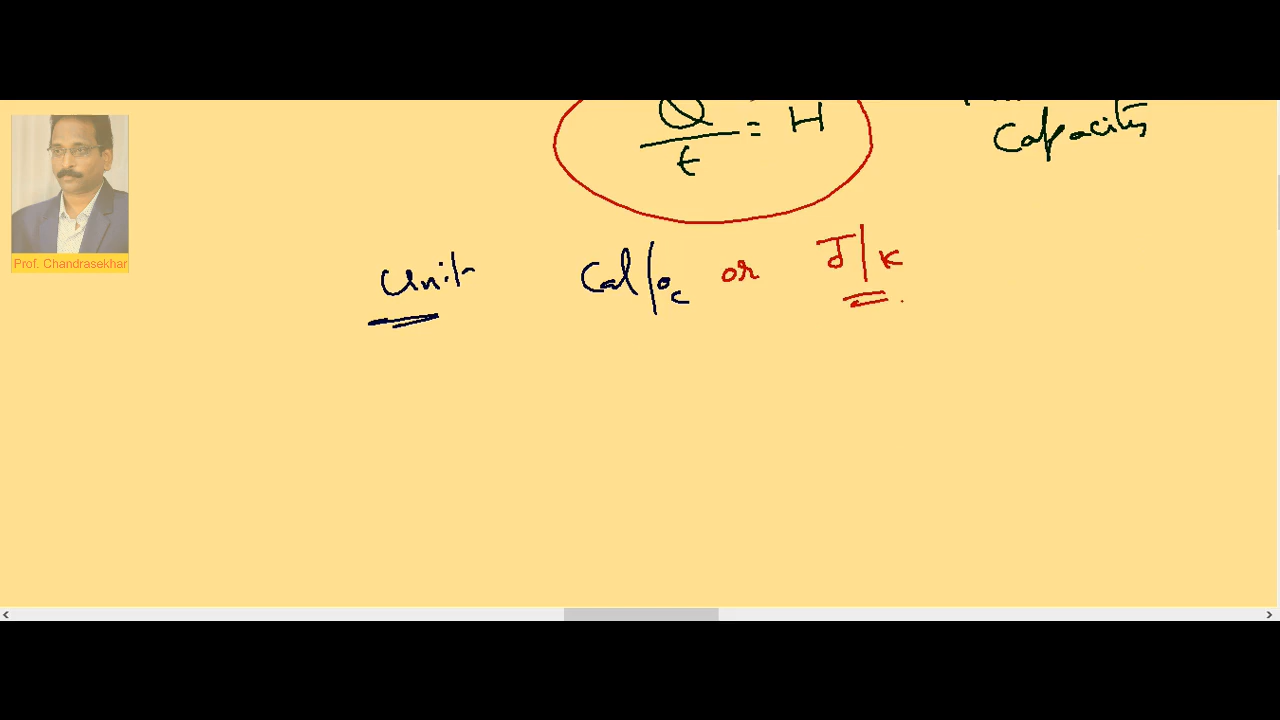 Q/t = H
Capacity
Prof. Chandrasekhar
Unit Cal/°C or J/K